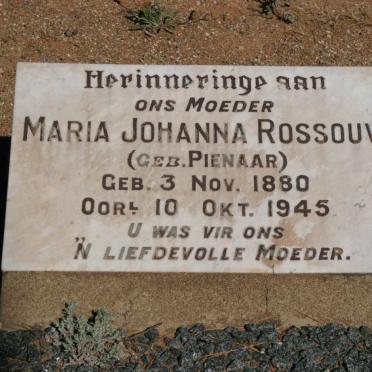 Herinneringe aan
ONS MOEDER
MARIA JOHANNA ROSSOUW
(GEB. PIENAAR)
GEB. 3 NOV. 1880
OORL 10 OKT. 1945
U WAS VIR ONS
'N LIEFDEVOLLE MOEDER.